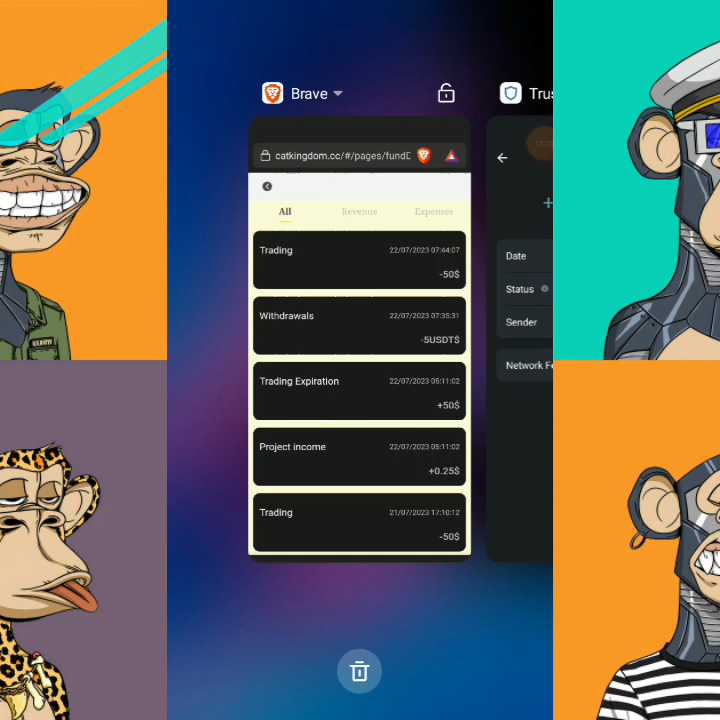 Brave
Trus
catkingdom.cc/#/pages/fundD
All Revenue Expenses
Trading 22/07/2023 07:44:07
-50$
Withdrawals 22/07/2023 07:35:31
-5USDT$
Trading Expiration 22/07/2023 05:11:02
+50$
Project income 22/07/2023 05:11:02
+0.25$
Trading 21/07/2023 17:10:12
-50$
Date
Status
Sender
Network Fe